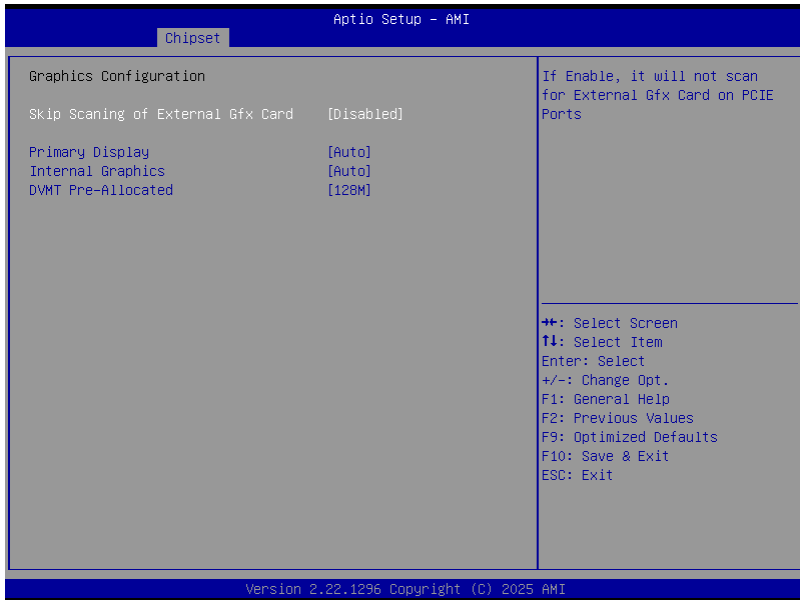 Aptio Setup – AMI
Chipset
Graphics Configuration
Skip Scaning of External Gfx Card [Disabled]
Primary Display [Auto]
Internal Graphics [Auto]
DVMT Pre-Allocated [128M]
If Enable, it will not scan
for External Gfx Card on PCIE
Ports
→←: Select Screen
↑↓: Select Item
Enter: Select
+/-: Change Opt.
F1: General Help
F2: Previous Values
F9: Optimized Defaults
F10: Save & Exit
ESC: Exit
Version 2.22.1296 Copyright (C) 2025 AMI